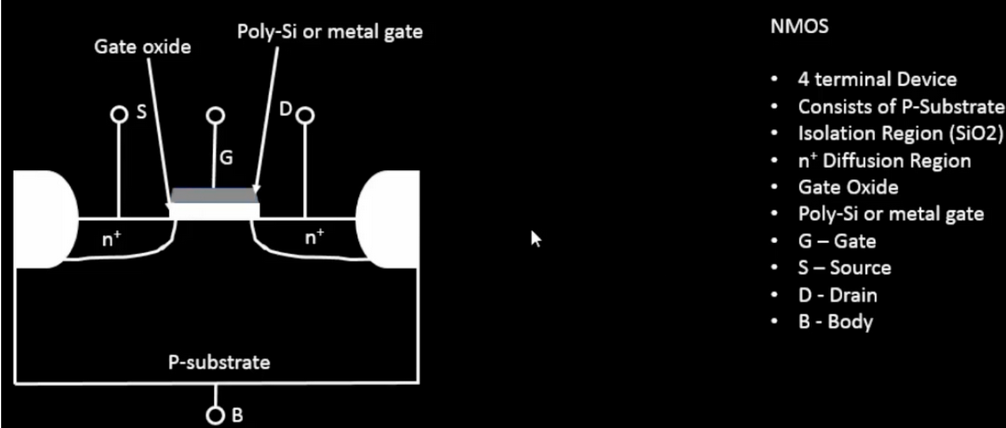 Gate oxide
Poly-Si or metal gate
S
G
D
n⁺
n⁺
P-substrate
B
NMOS
• 4 terminal Device
• Consists of P-Substrate
• Isolation Region (SiO2)
• n⁺ Diffusion Region
• Gate Oxide
• Poly-Si or metal gate
• G – Gate
• S – Source
• D - Drain
• B - Body